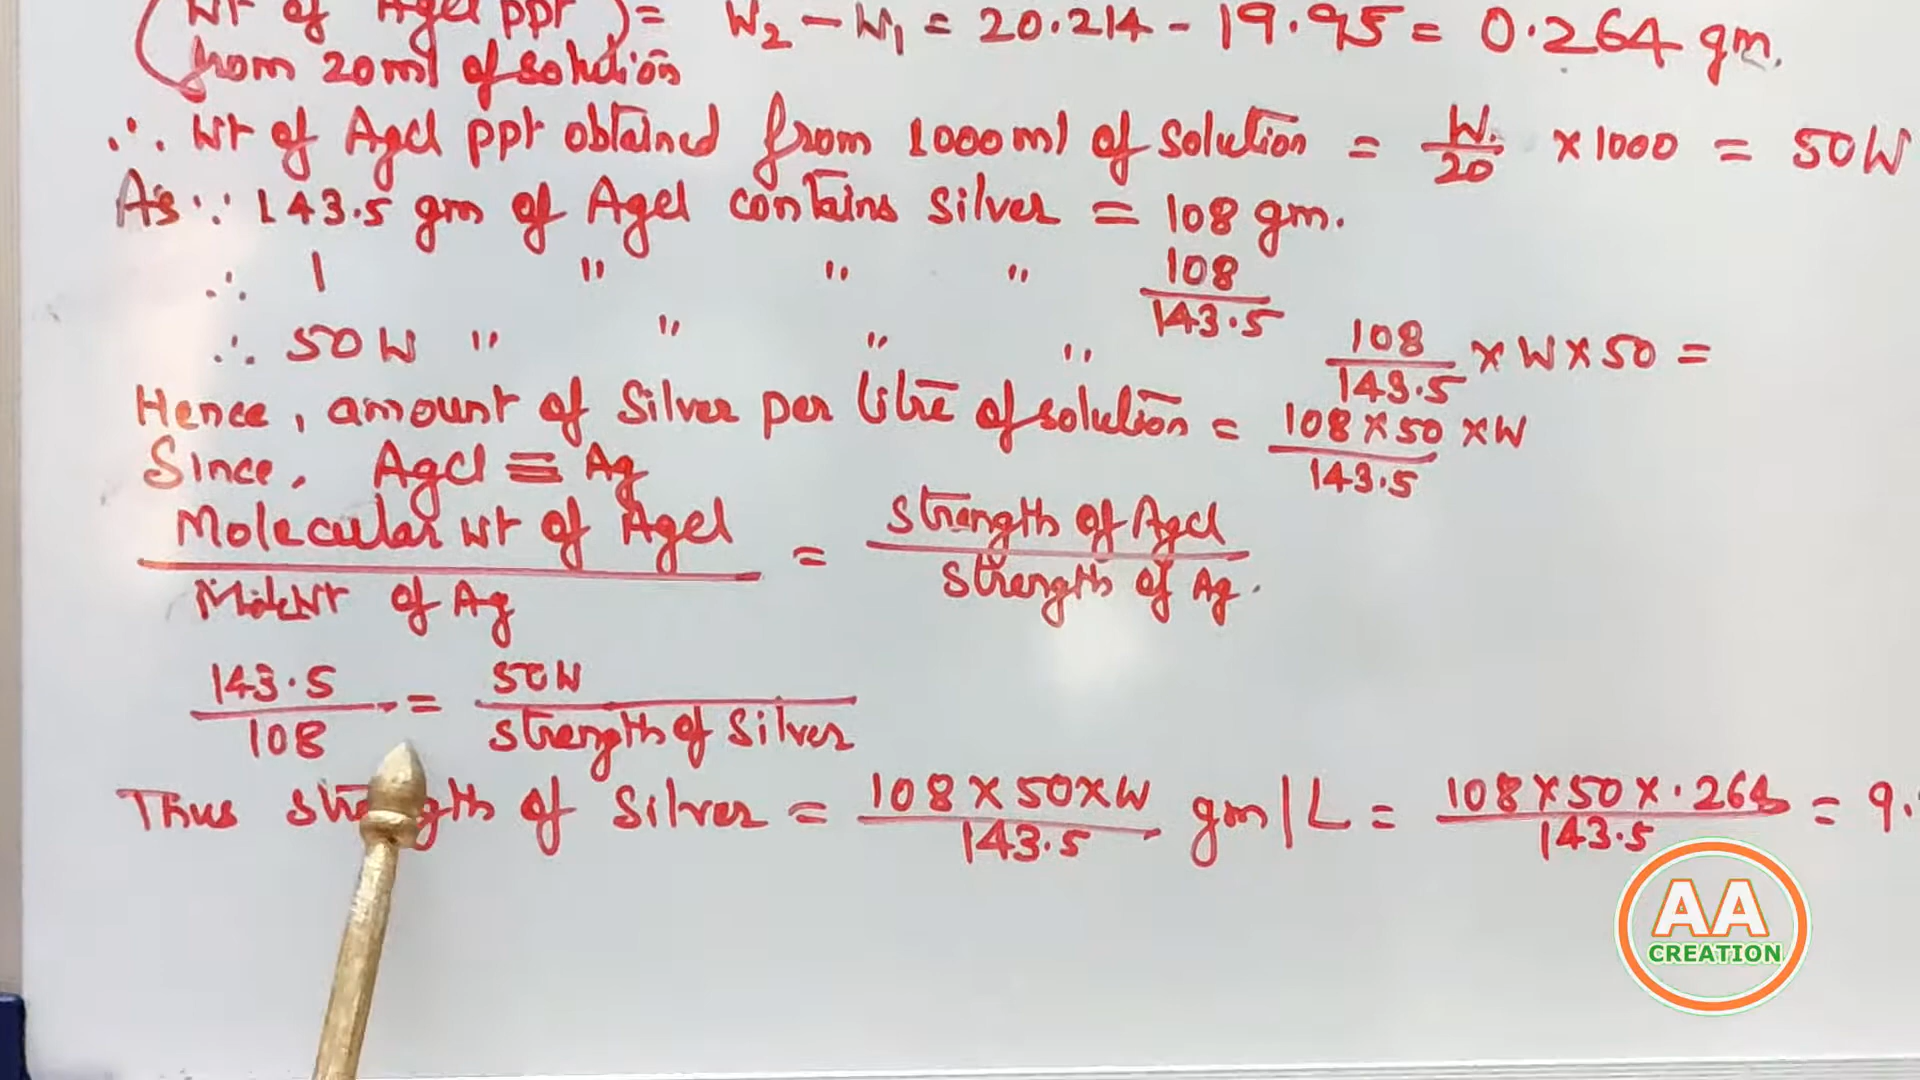 (Wt of AgCl ppt) = W₂ - W₁ = 20.214 - 19.95 = 0.264 gm.
from 20ml of solution
∴ Wt of AgCl ppt obtained from 1000ml of solution = W/20 × 1000 = 50W
As ∵ 143.5 gm of AgCl contains silver = 108 gm.
∴ 1 " " " 108/143.5
∴ 50W " " " " 108/143.5 × W × 50 =
Hence, amount of Silver per litre of solution = 108×50/143.5 × W
Since, AgCl ≡ Ag
Molecular wt of AgCl / Mol wt of Ag = Strength of AgCl / Strength of Ag.
143.5/108 = 50W / Strength of Silver
Thus strength of Silver = 108×50×W/143.5 gm/L = 108×50×.264/143.5 = 9.
AA
CREATION